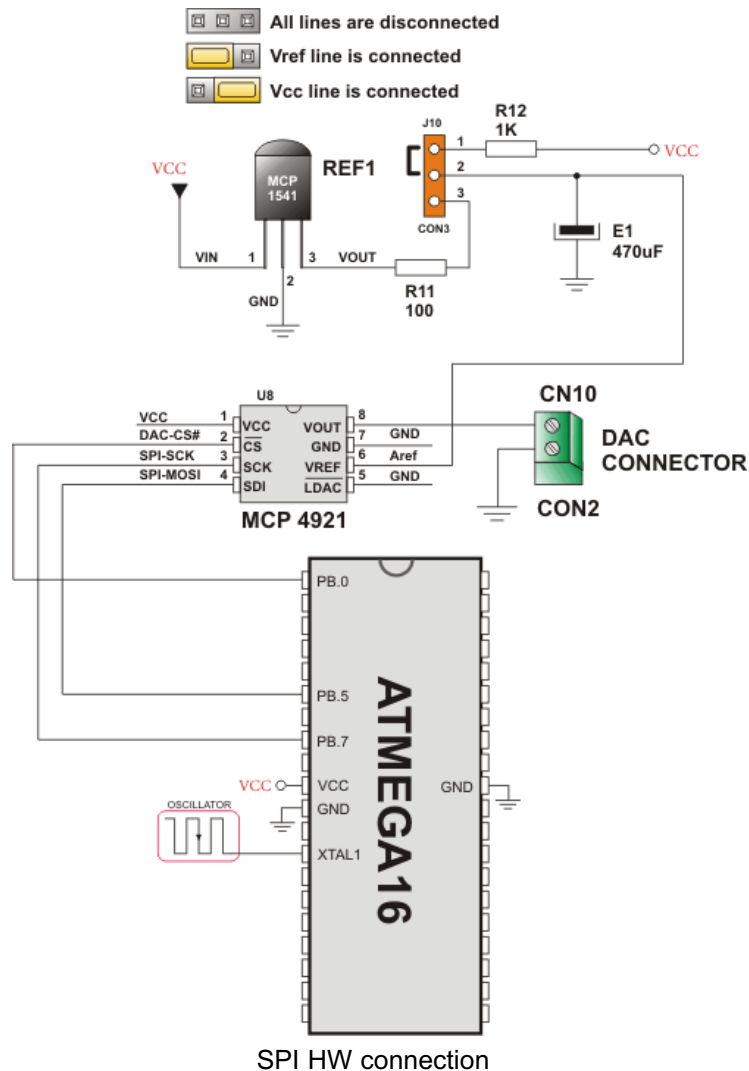 All lines are disconnected
Vref line is connected
Vcc line is connected
R12
1K
J10
1
VCC
2
3
CON3
VCC
MCP
1541
REF1
E1
470uF
VIN
1
2
3
VOUT
GND
R11
100
U8
CN10
VCC
1
VCC
VOUT
8
DAC-CS#
2
CS
GND
7
GND
SPI-SCK
3
SCK
VREF
6
Aref
SPI-MOSI
4
SDI
LDAC
5
GND
DAC
CONNECTOR
MCP 4921
CON2
PB.0
PB.5
PB.7
VCC
VCC
GND
GND
OSCILLATOR
XTAL1
ATMEGA16
SPI HW connection